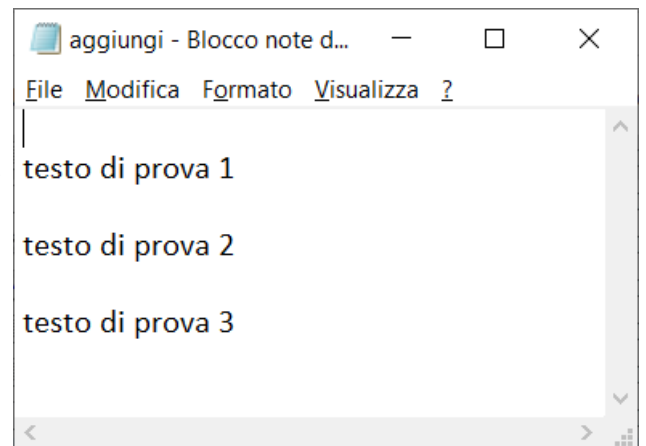 aggiungi - Blocco note d...
File Modifica Formato Visualizza ?
testo di prova 1
testo di prova 2
testo di prova 3